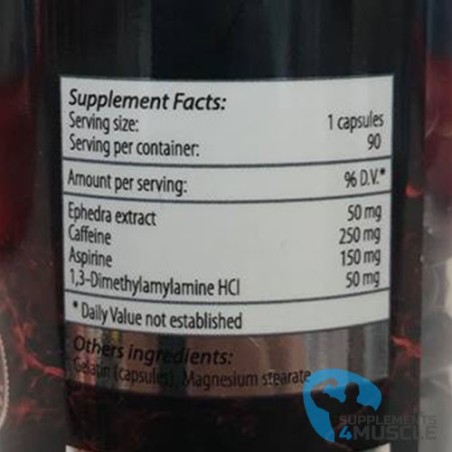 Supplement Facts:
Serving size: 1 capsules
Serving per container: 90
Amount per serving: % D.V.*
Ephedra extract 50 mg
Caffeine 250 mg
Aspirine 150 mg
1,3-Dimethylamylamine HCl 50 mg
* Daily Value not established
Others ingredients:
Gelatin (capsules), Magnesium stearate
SUPPLEMENTS
4MUSCLE